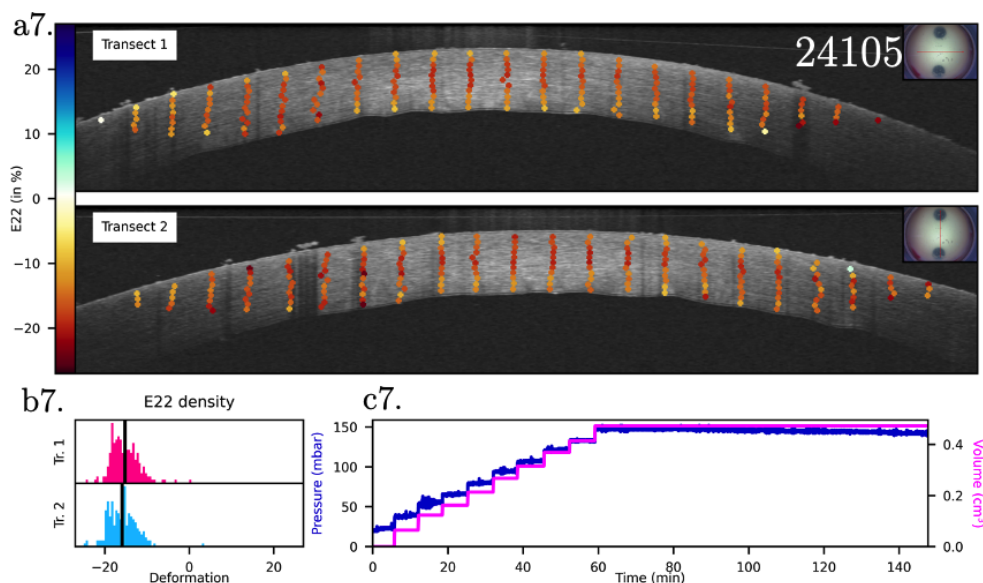 a7.
Transect 1
24105
20
10
0
−10
−20
E22 (in %)
Transect 2
b7.
E22 density
Tr. 1
Tr. 2
−20
0
20
Deformation
c7.
Pressure (mbar)
150
100
50
0
0
20
40
60
80
100
120
140
Time (min)
0.4
0.2
0.0
Volume (cm³)